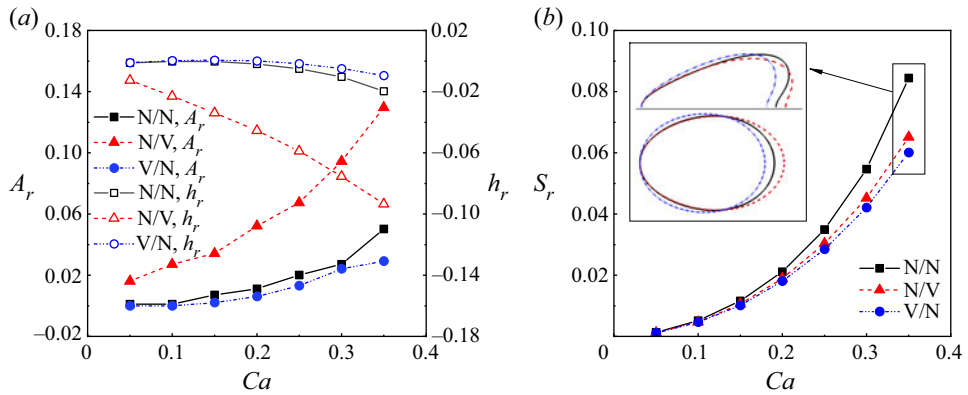 (a)
0.18
0.14
0.10
0.06
0.02
–0.02
A_r
N/N, A_r
N/V, A_r
V/N, A_r
N/N, h_r
N/V, h_r
V/N, h_r
0.02
–0.02
–0.06
–0.10
–0.14
–0.18
h_r
0
0.1
0.2
0.3
0.4
Ca
(b)
0.10
0.08
0.06
0.04
0.02
S_r
N/N
N/V
V/N
0
0.1
0.2
0.3
0.4
Ca